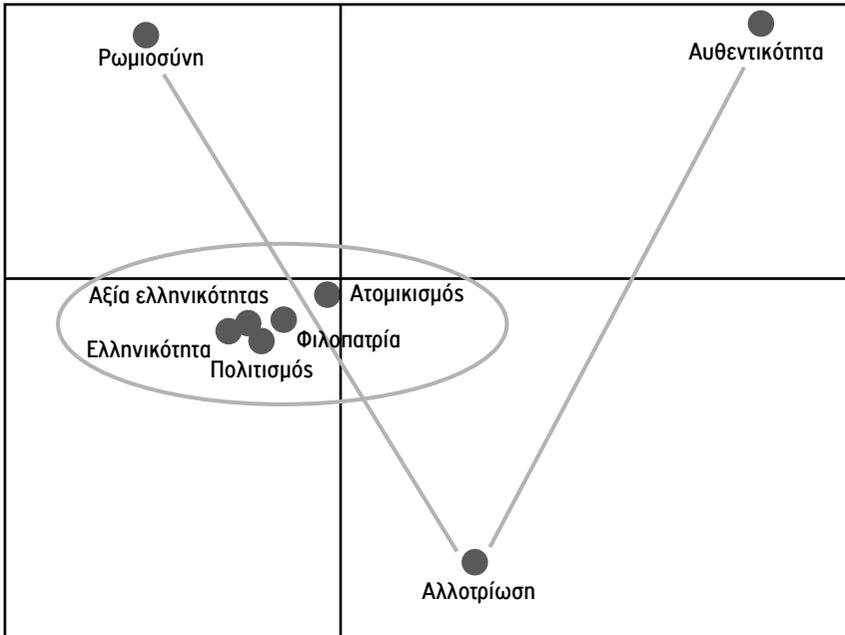 Ρωμιοσύνη
Αυθεντικότητα
Αξία ελληνικότητας
Ατομικισμός
Ελληνικότητα
Φιλοπατρία
Πολιτισμός
Αλλοτρίωση